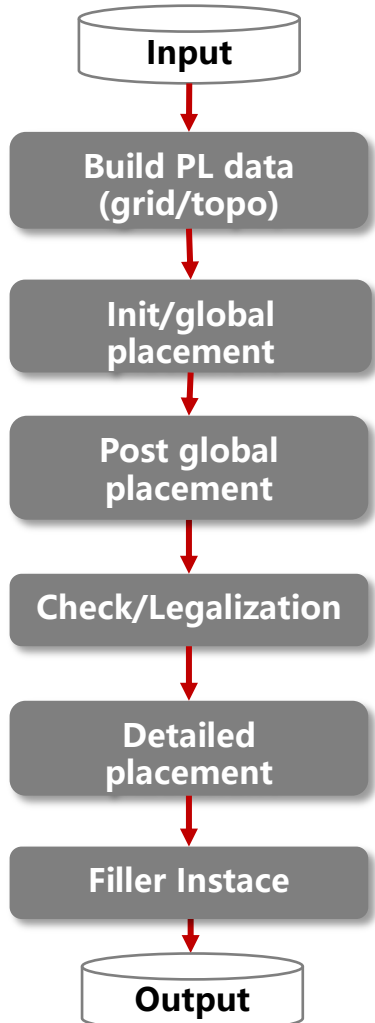 Input
Build PL data
(grid/topo)
Init/global
placement
Post global
placement
Check/Legalization
Detailed
placement
Filler Instace
Output